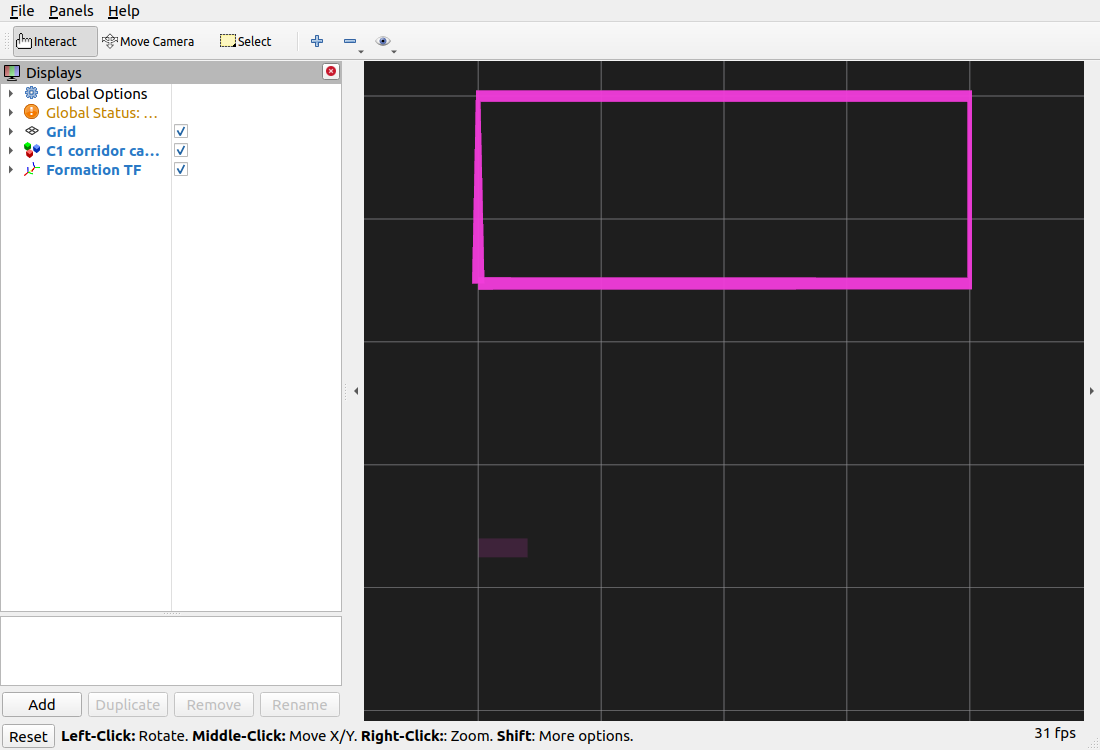 File Panels Help
Interact Move Camera Select
Displays
Global Options
Global Status: ...
Grid
C1 corridor ca...
Formation TF
Add Duplicate Remove Rename
Reset Left-Click: Rotate. Middle-Click: Move X/Y. Right-Click:: Zoom. Shift: More options. 31 fps